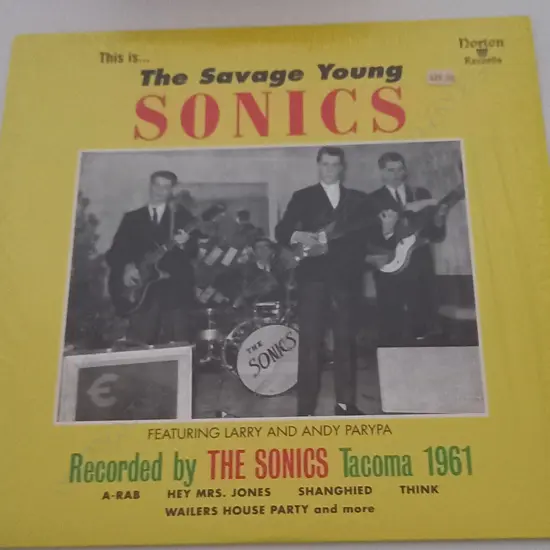 This is...
Norton
Records
The Savage Young
SONICS
THE
SONICS
€
FEATURING LARRY AND ANDY PARYPA
Recorded by THE SONICS Tacoma 1961
A-RAB HEY MRS. JONES SHANGHIED THINK
WAILERS HOUSE PARTY and more